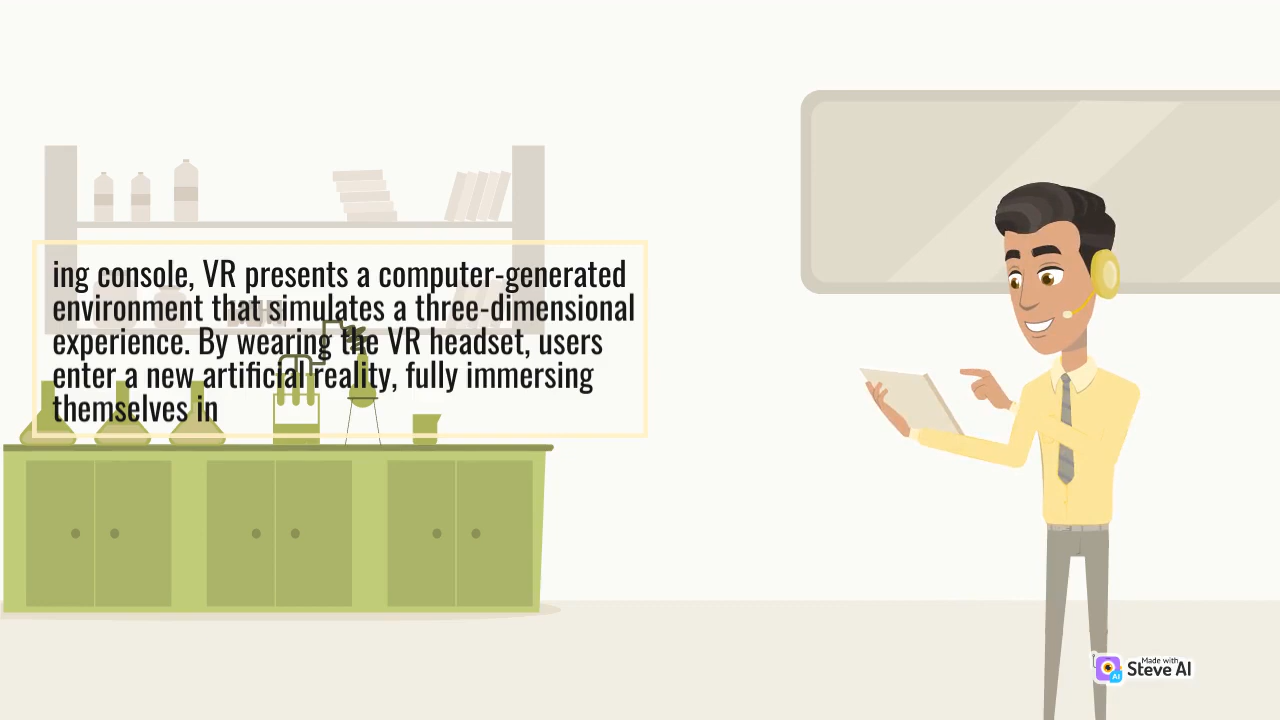 ing console, VR presents a computer-generated
environment that simulates a three-dimensional
experience. By wearing the VR headset, users
enter a new artificial reality, fully immersing
themselves in
Made with
Steve AI
AI